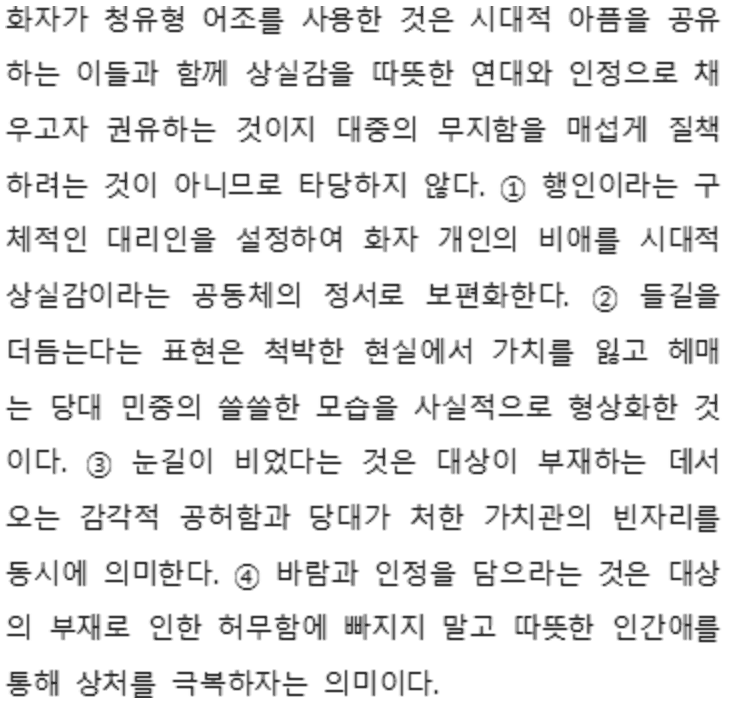 화자가 청유형 어조를 사용한 것은 시대적 아픔을 공유
하는 이들과 함께 상실감을 따뜻한 연대와 인정으로 채
우고자 권유하는 것이지 대중의 무지함을 매섭게 질책
하려는 것이 아니므로 타당하지 않다. ① 행인이라는 구
체적인 대리인을 설정하여 화자 개인의 비애를 시대적
상실감이라는 공동체의 정서로 보편화한다. ② 들길을
더듬는다는 표현은 척박한 현실에서 가치를 잃고 헤매
는 당대 민중의 쓸쓸한 모습을 사실적으로 형상화한 것
이다. ③ 눈길이 비었다는 것은 대상이 부재하는 데서
오는 감각적 공허함과 당대가 처한 가치관의 빈자리를
동시에 의미한다. ④ 바람과 인정을 담으라는 것은 대상
의 부재로 인한 허무함에 빠지지 말고 따뜻한 인간애를
통해 상처를 극복하자는 의미이다.